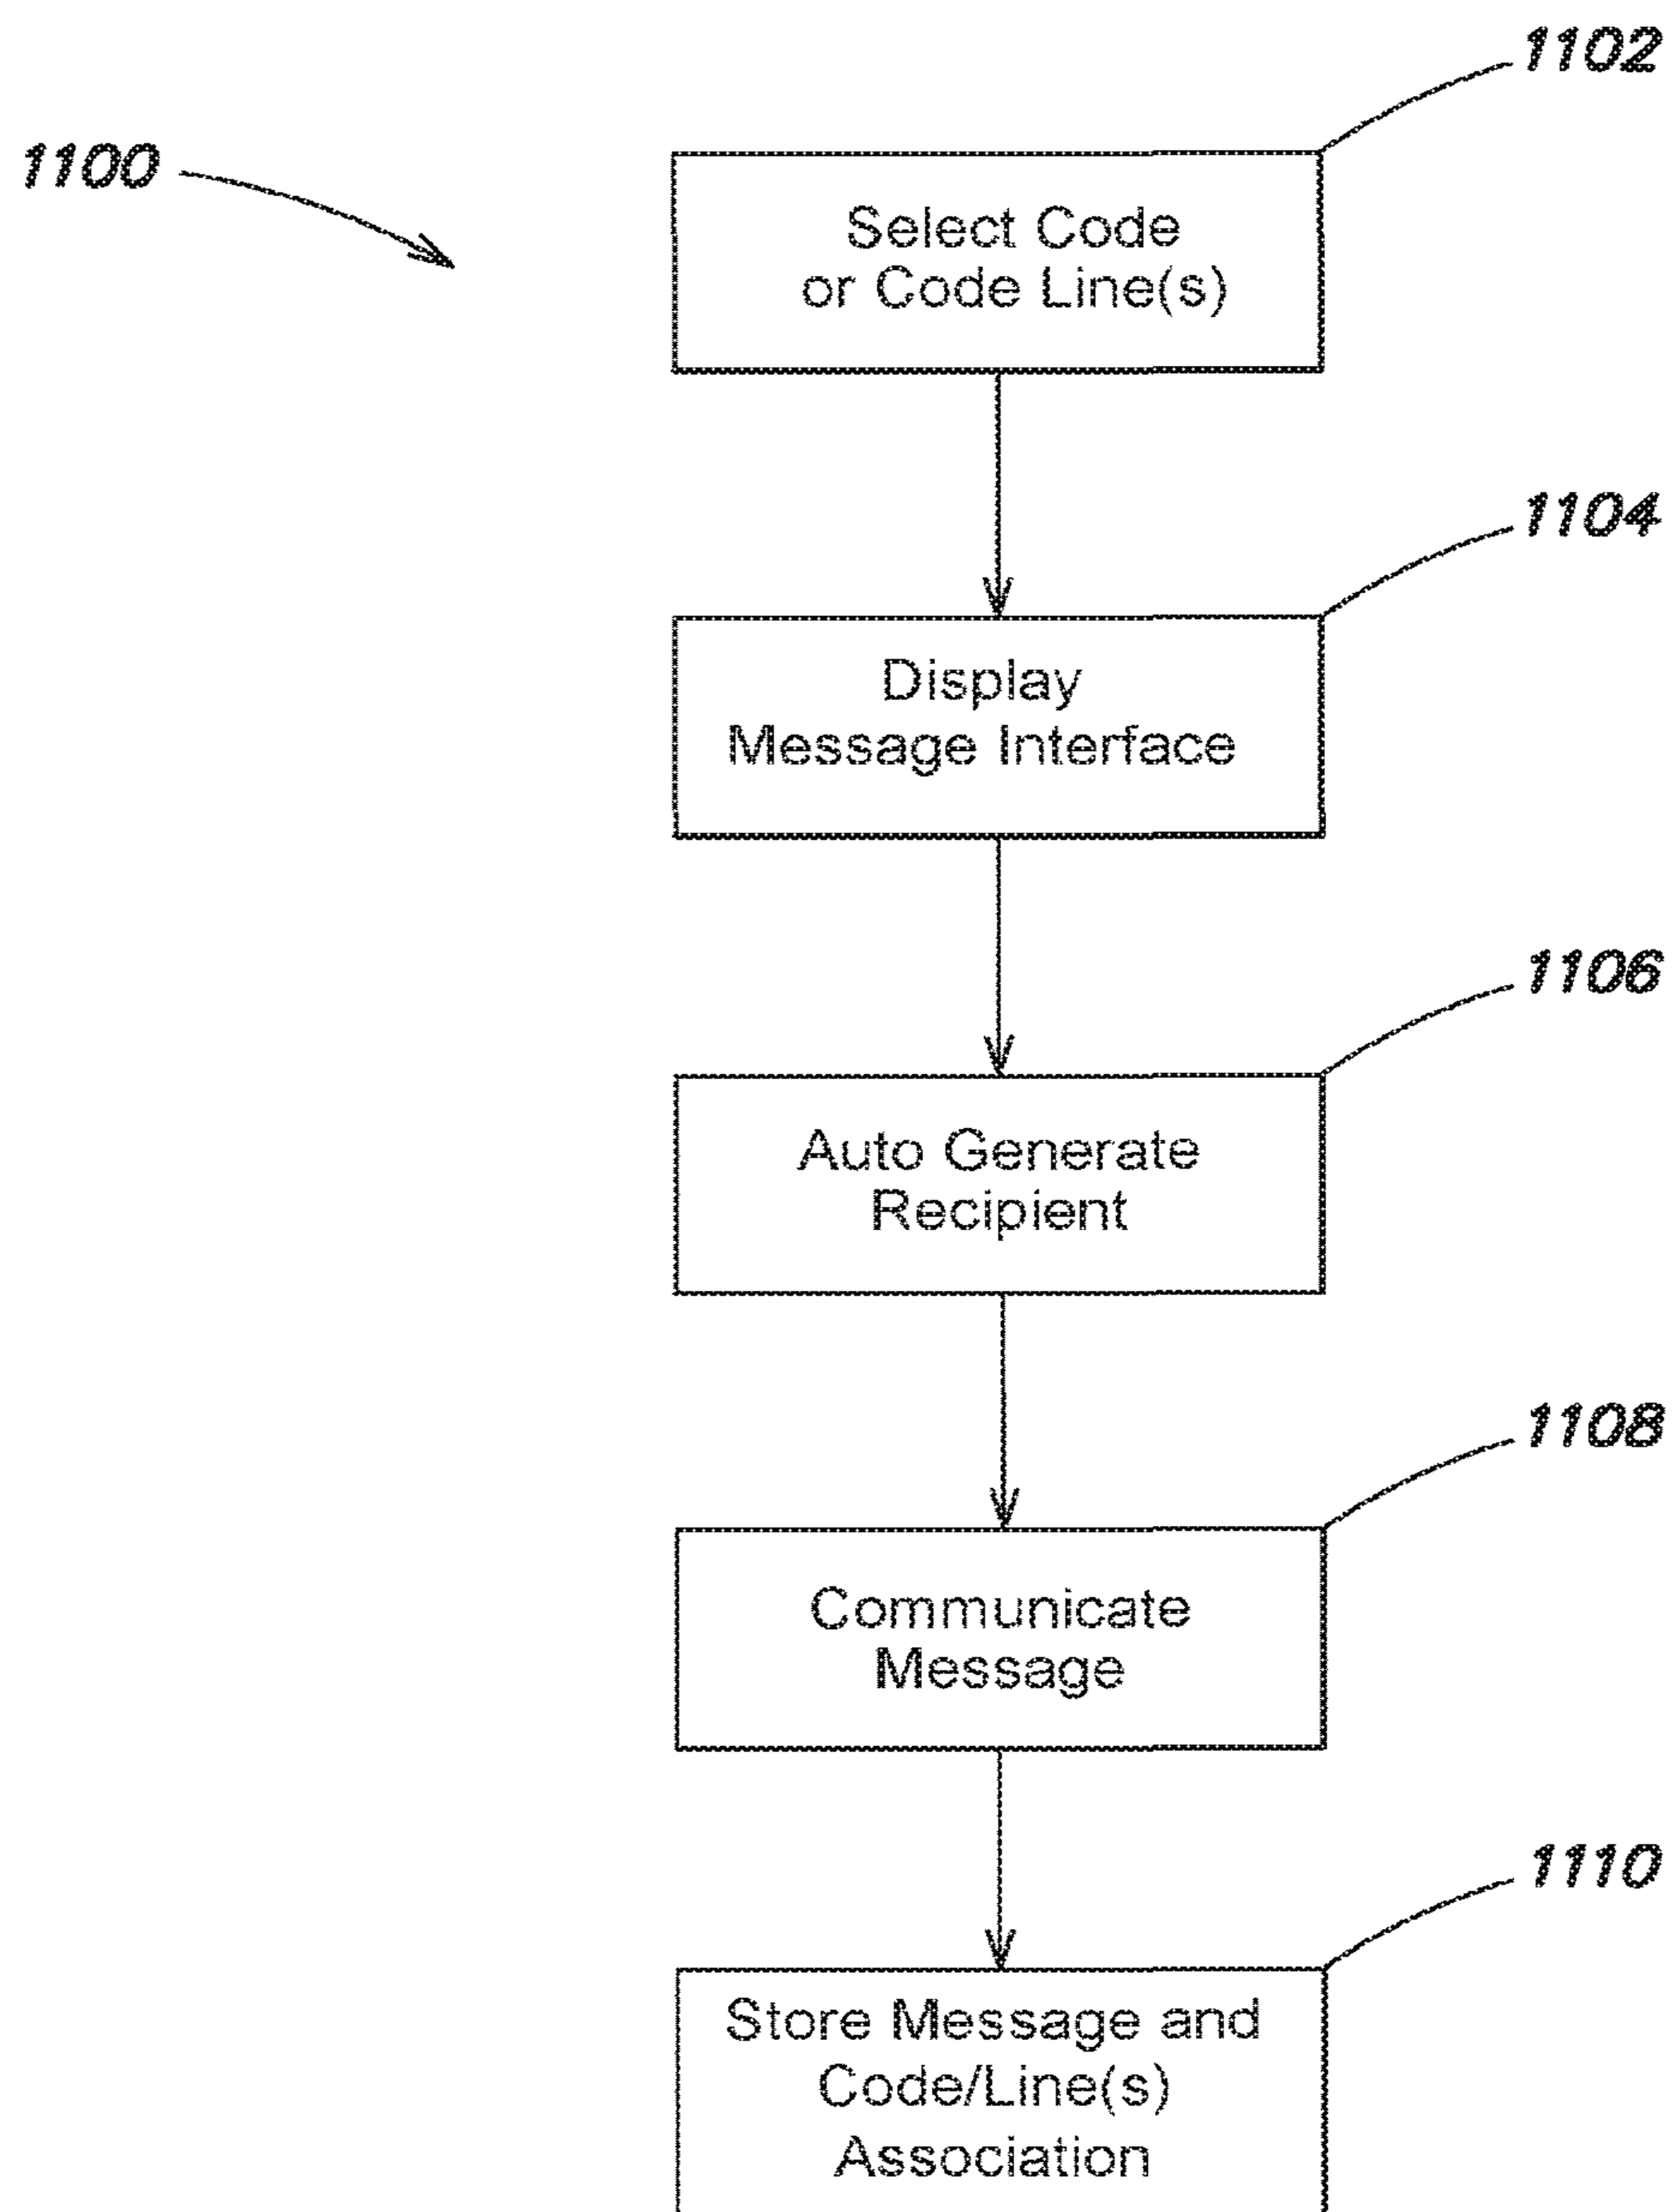 1102
1100
Select Code
or Code Line(s)
1104
Display
Message Interface
1106
Auto Generate
Recipient
1108
Communicate
Message
1110
Store Message and
Code/Line(s)
Association